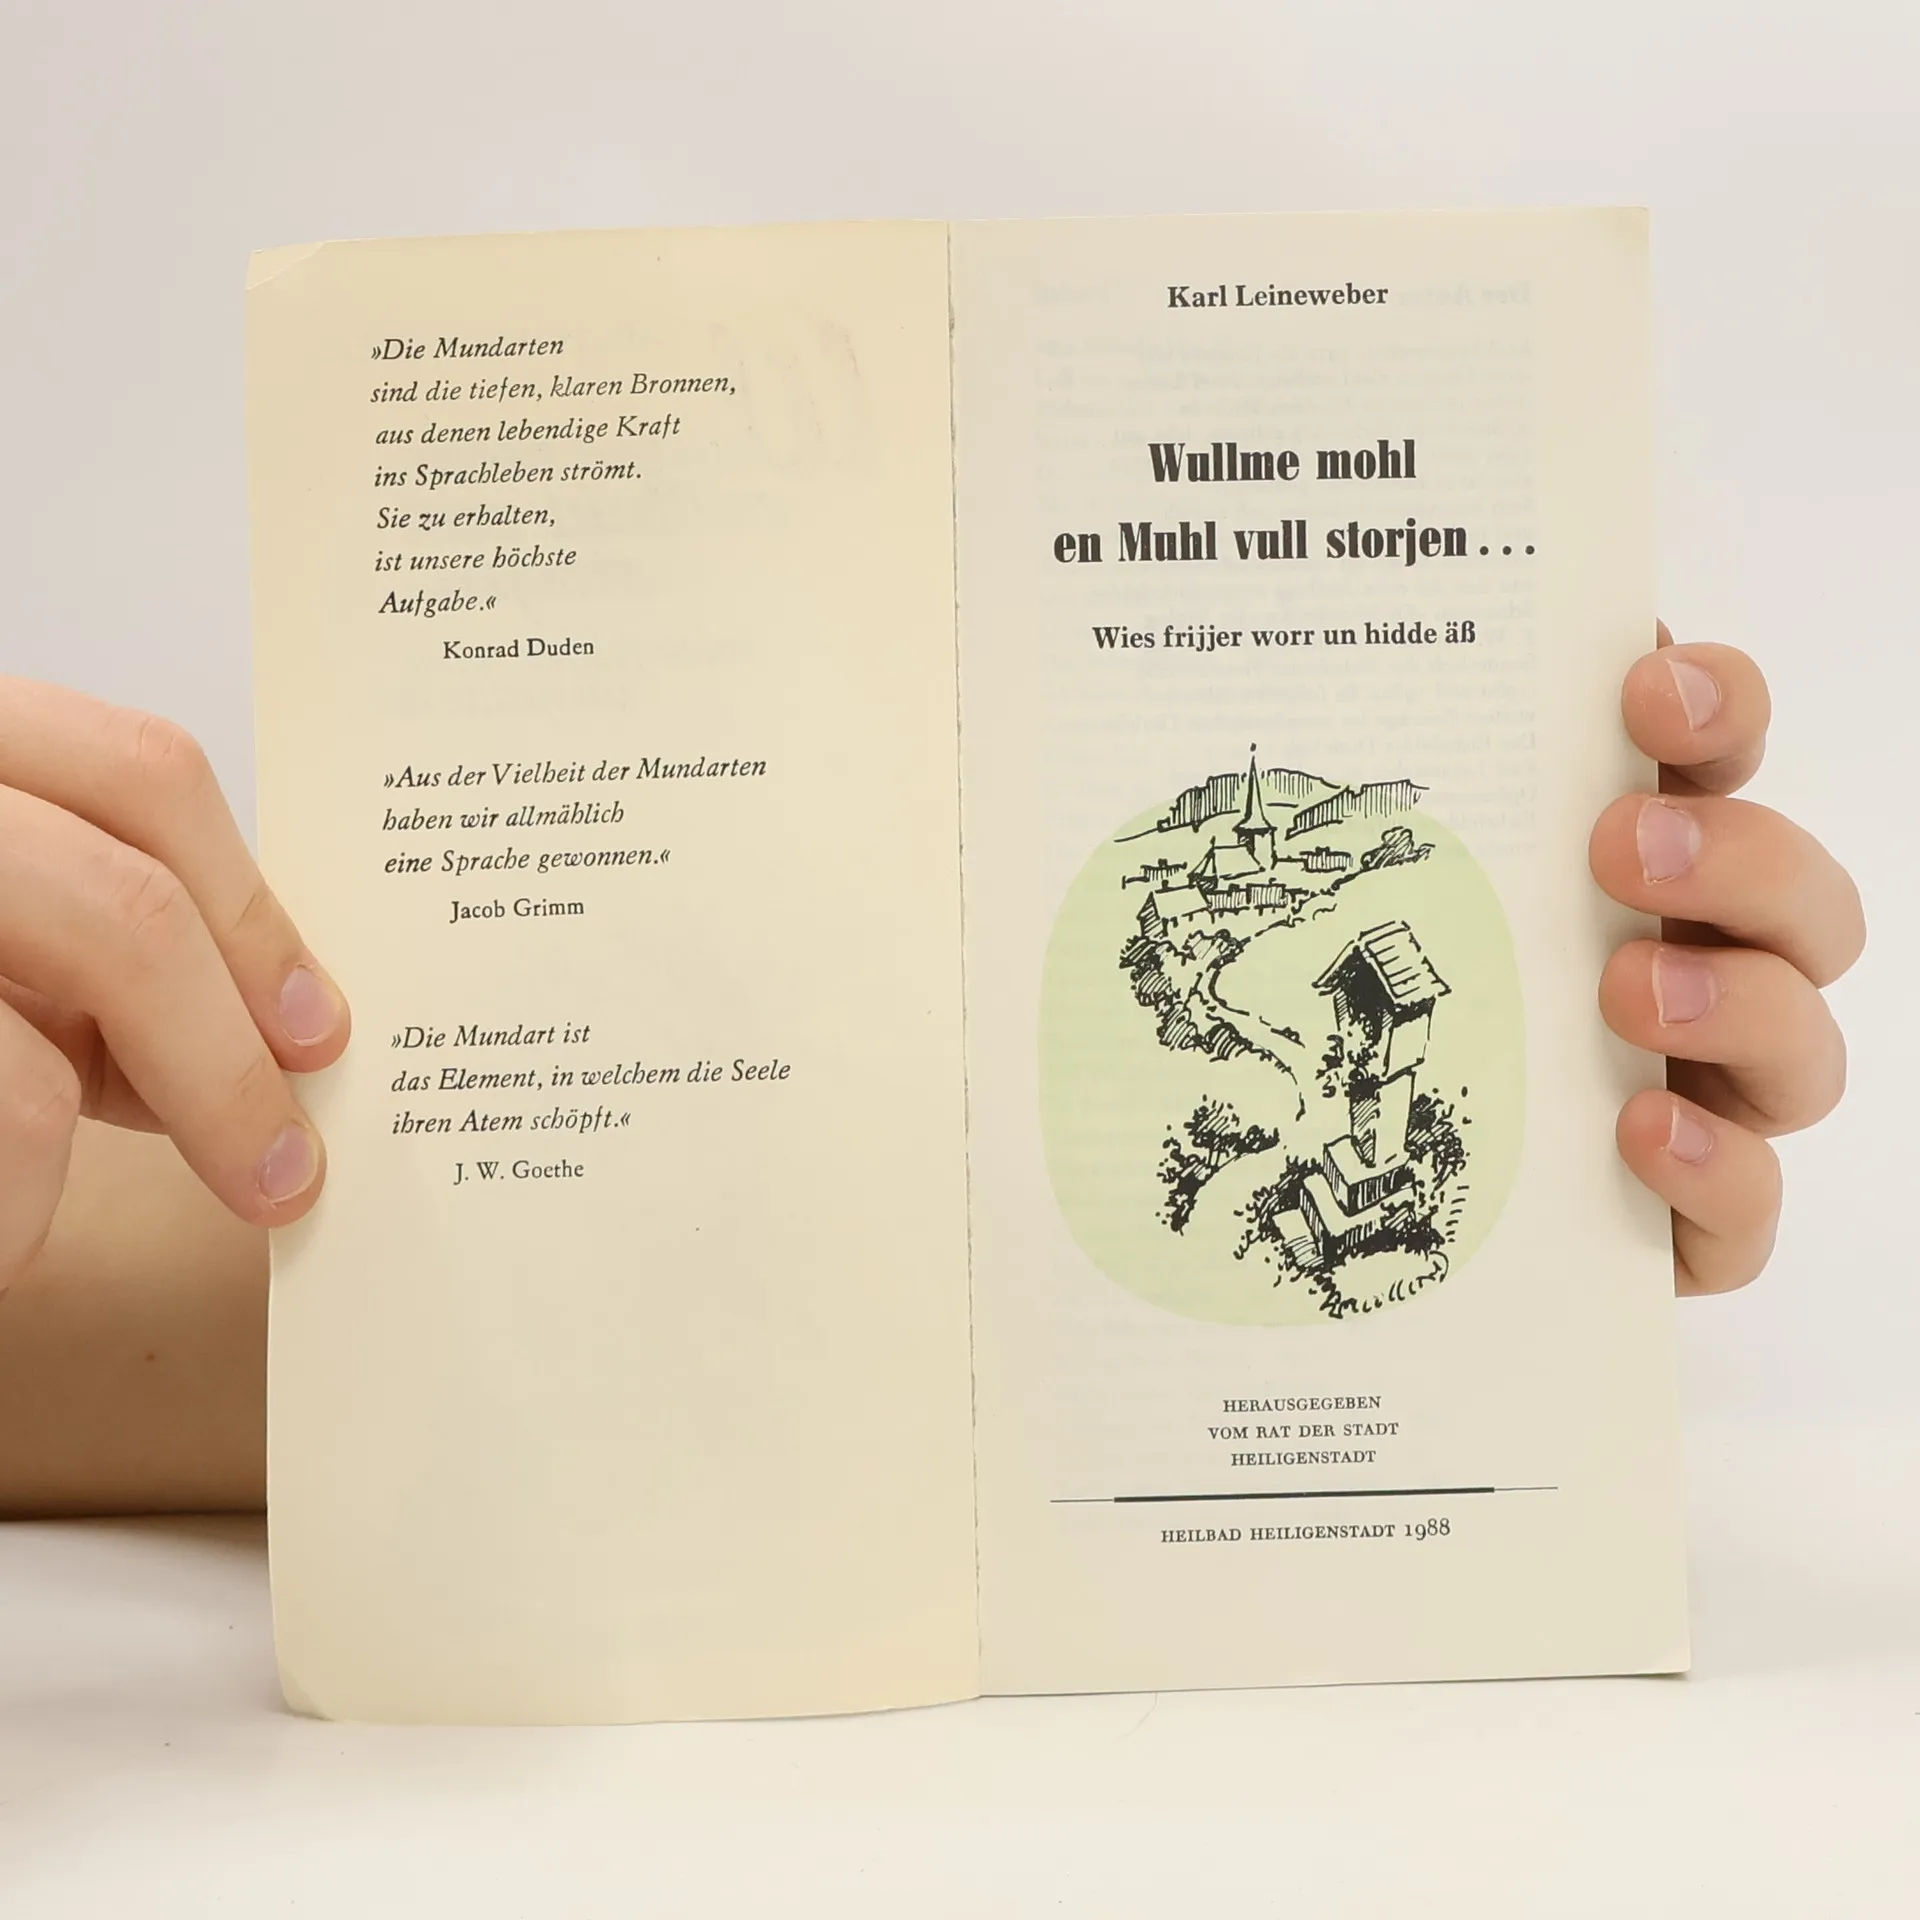 »Die Mundarten
sind die tiefen, klaren Bronnen,
aus denen lebendige Kraft
ins Sprachleben strömt.
Sie zu erhalten,
ist unsere höchste
Aufgabe.«
Konrad Duden
»Aus der Vielheit der Mundarten
haben wir allmählich
eine Sprache gewonnen.«
Jacob Grimm
»Die Mundart ist
das Element, in welchem die Seele
ihren Atem schöpft.«
J. W. Goethe
Karl Leineweber
Wullme mohl
en Muhl vull storjen...
Wies frijjer worr un hidde äß
HERAUSGEGEBEN
VOM RAT DER STADT
HEILIGENSTADT
HEILBAD HEILIGENSTADT 1988